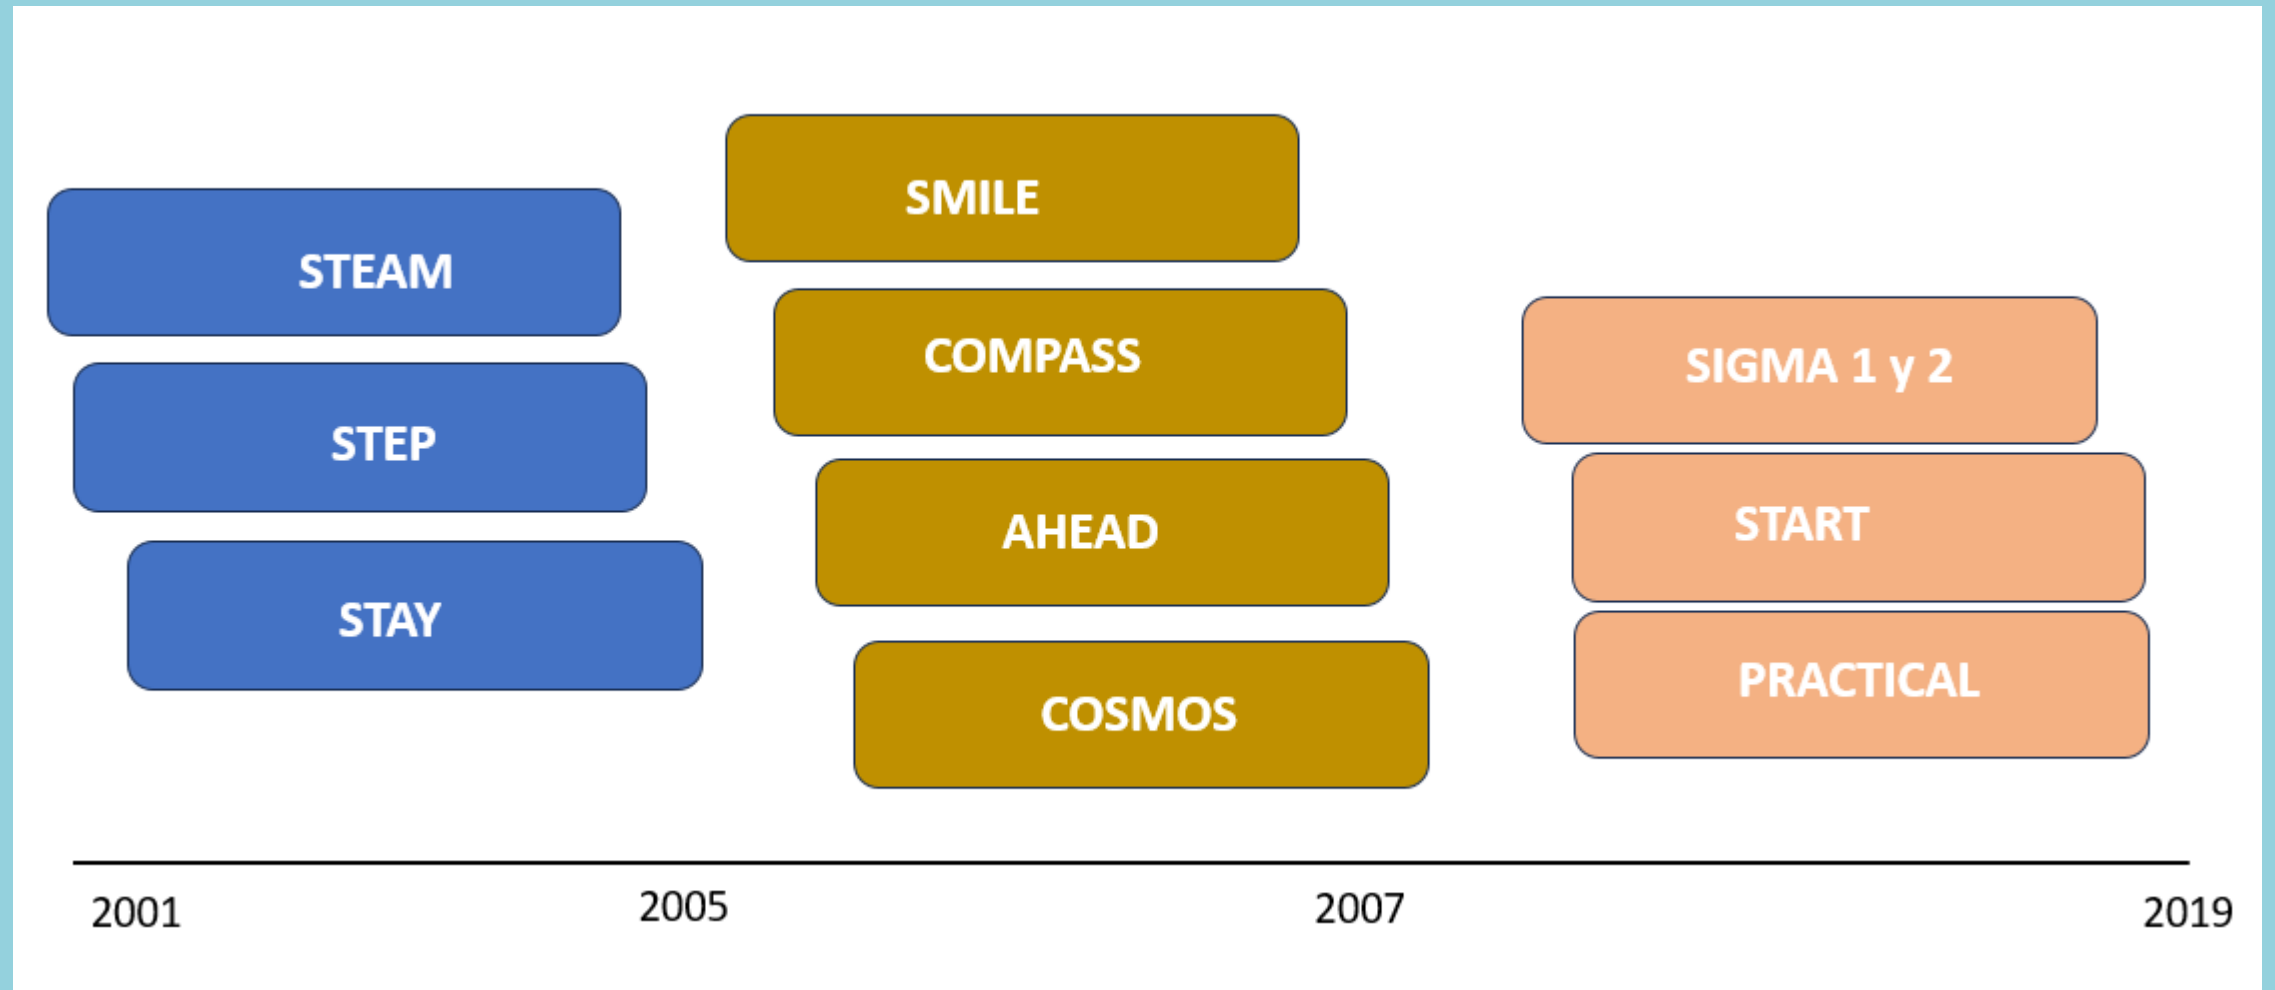 STEAM
STEP
STAY
SMILE
COMPASS
AHEAD
COSMOS
SIGMA 1 y 2
START
PRACTICAL
2001
2005
2007
2019